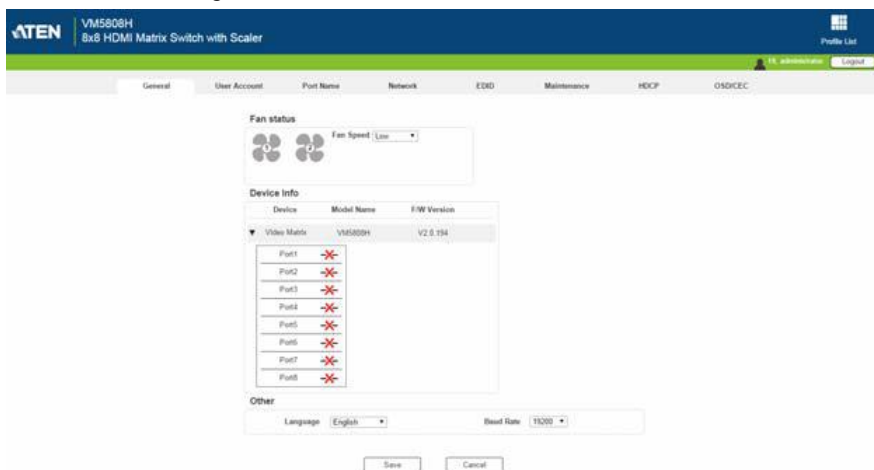 ATEN
VM5808H
8x8 HDMI Matrix Switch with Scaler
Profile List
Hi, administrator
Logout
General User Account Port Name Network EDID Maintenance HDCP OSD/CEC
Fan status
1 2 Fan Speed Low
Device Info
Device Model Name F/W Version
Video Matrix VM5808H V2.0.194
Port1
Port2
Port3
Port4
Port5
Port6
Port7
Port8
Other
Language English Baud Rate 19200
Save Cancel